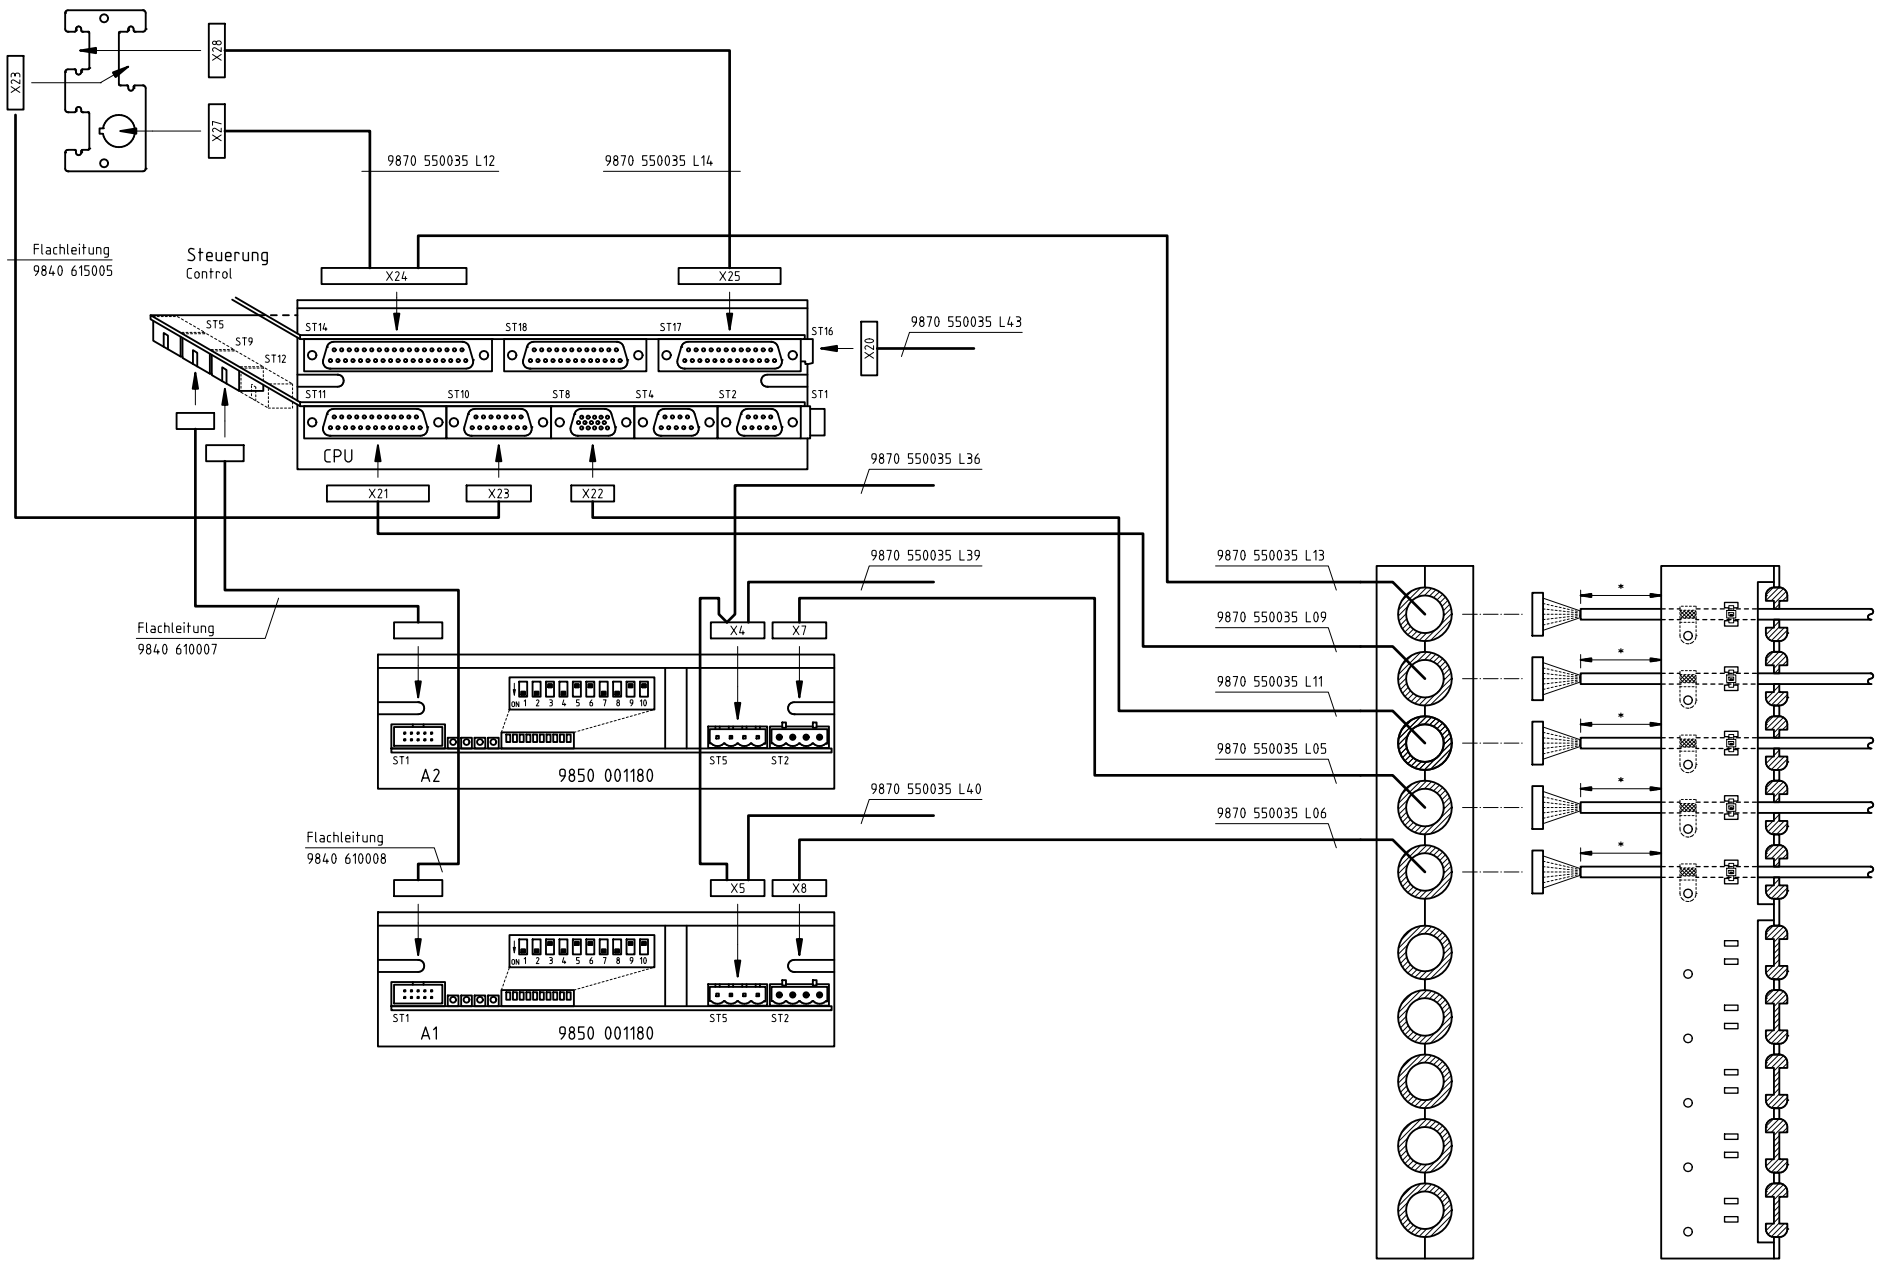 X28
X23
X27
9870 550035 L12
9870 550035 L14
Flachleitung
9840 615005
Steuerung
Control
X24
X25
ST5
ST9
ST12
ST14
ST18
ST17
ST16
X20
9870 550035 L43
ST11
ST10
ST8
ST4
ST2
ST1
CPU
X21
X23
X22
9870 550035 L36
9870 550035 L39
9870 550035 L13
*
9870 550035 L09
*
9870 550035 L11
*
9870 550035 L05
*
9870 550035 L06
*
Flachleitung
9840 610007
X4
X7
ON 1 2 3 4 5 6 7 8 9 10
ST1
ST5
ST2
A2
9850 001180
9870 550035 L40
Flachleitung
9840 610008
X5
X8
ON 1 2 3 4 5 6 7 8 9 10
ST1
ST5
ST2
A1
9850 001180